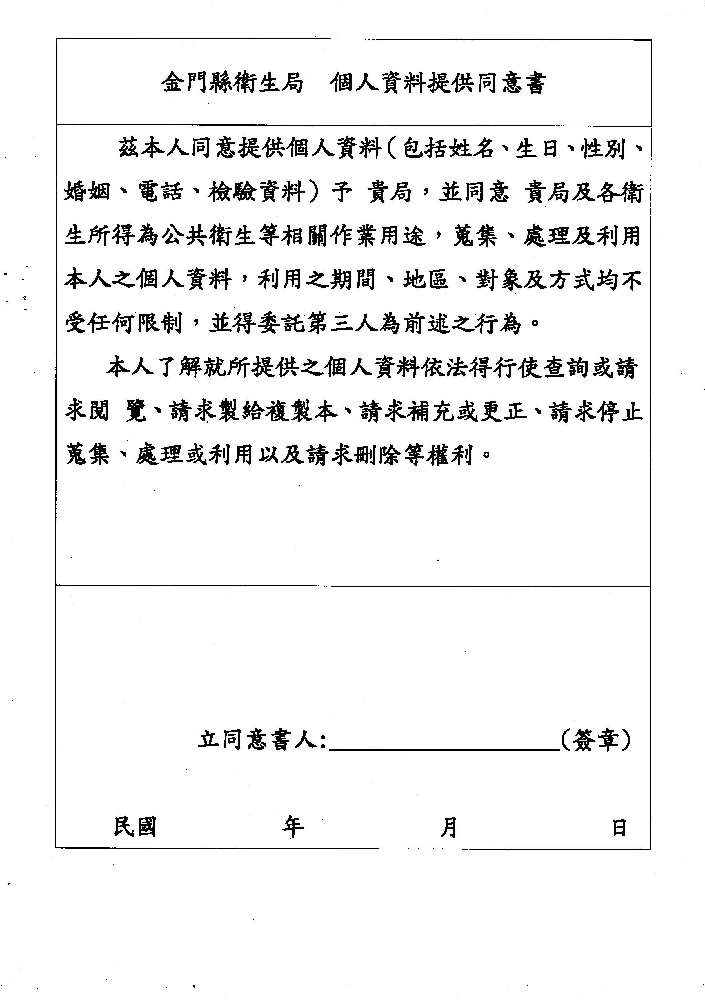 金門縣衛生局　個人資料提供同意書
茲本人同意提供個人資料(包括姓名、生日、性別、
婚姻、電話、檢驗資料)予 貴局，並同意 貴局及各衛
生所得為公共衛生等相關作業用途，蒐集、處理及利用
本人之個人資料，利用之期間、地區、對象及方式均不
受任何限制，並得委託第三人為前述之行為。
本人了解就所提供之個人資料依法得行使查詢或請
求閱 覽、請求製給複製本、請求補充或更正、請求停止
蒐集、處理或利用以及請求刪除等權利。
立同意書人:＿＿＿＿＿＿＿＿＿＿(簽章)
民國　　　年　　　月　　　日